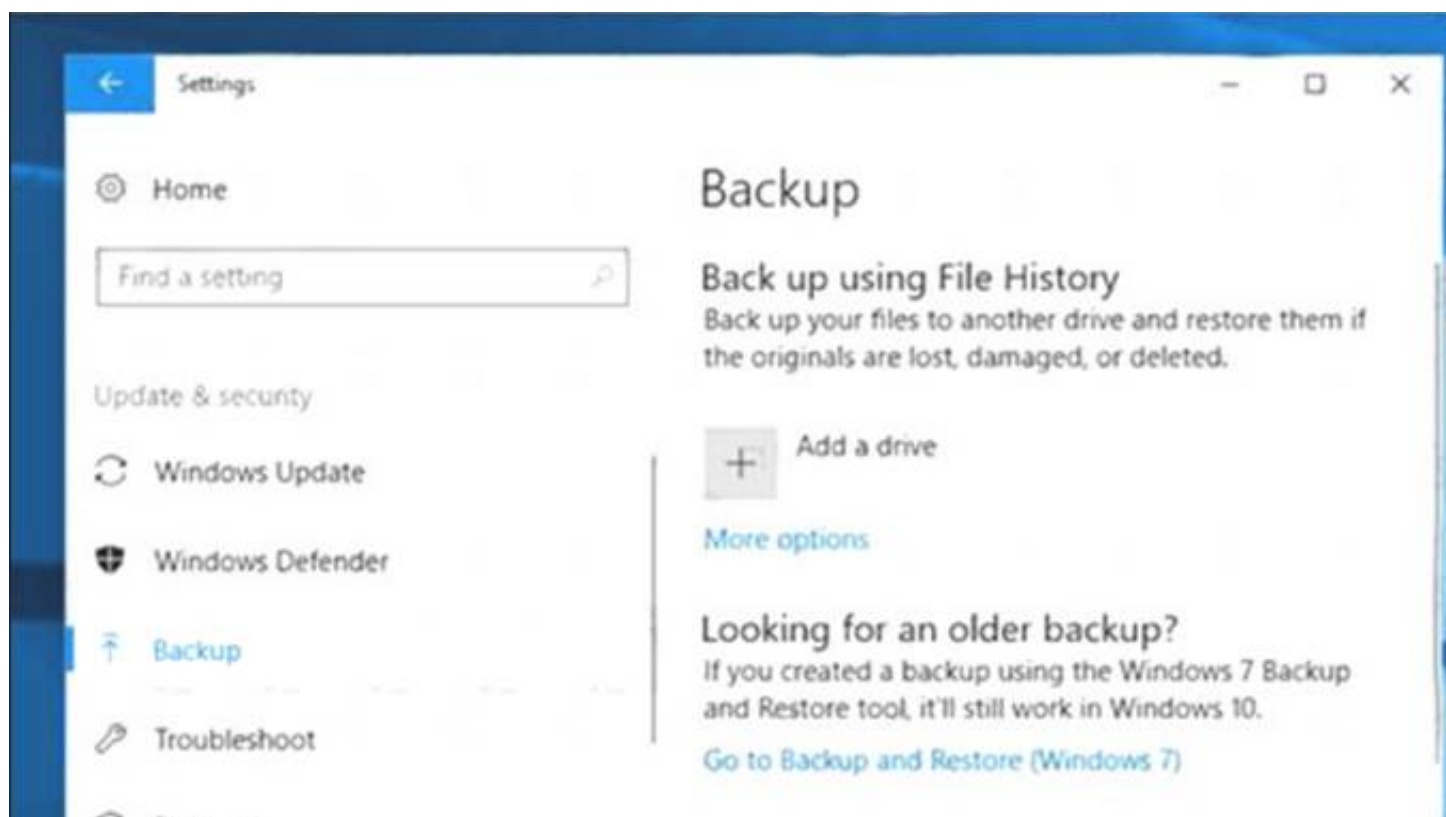 Settings
Home
Find a setting
Update & security
Windows Update
Windows Defender
Backup
Troubleshoot
Backup
Back up using File History
Back up your files to another drive and restore them if
the originals are lost, damaged, or deleted.
Add a drive
More options
Looking for an older backup?
If you created a backup using the Windows 7 Backup
and Restore tool, it'll still work in Windows 10.
Go to Backup and Restore (Windows 7)